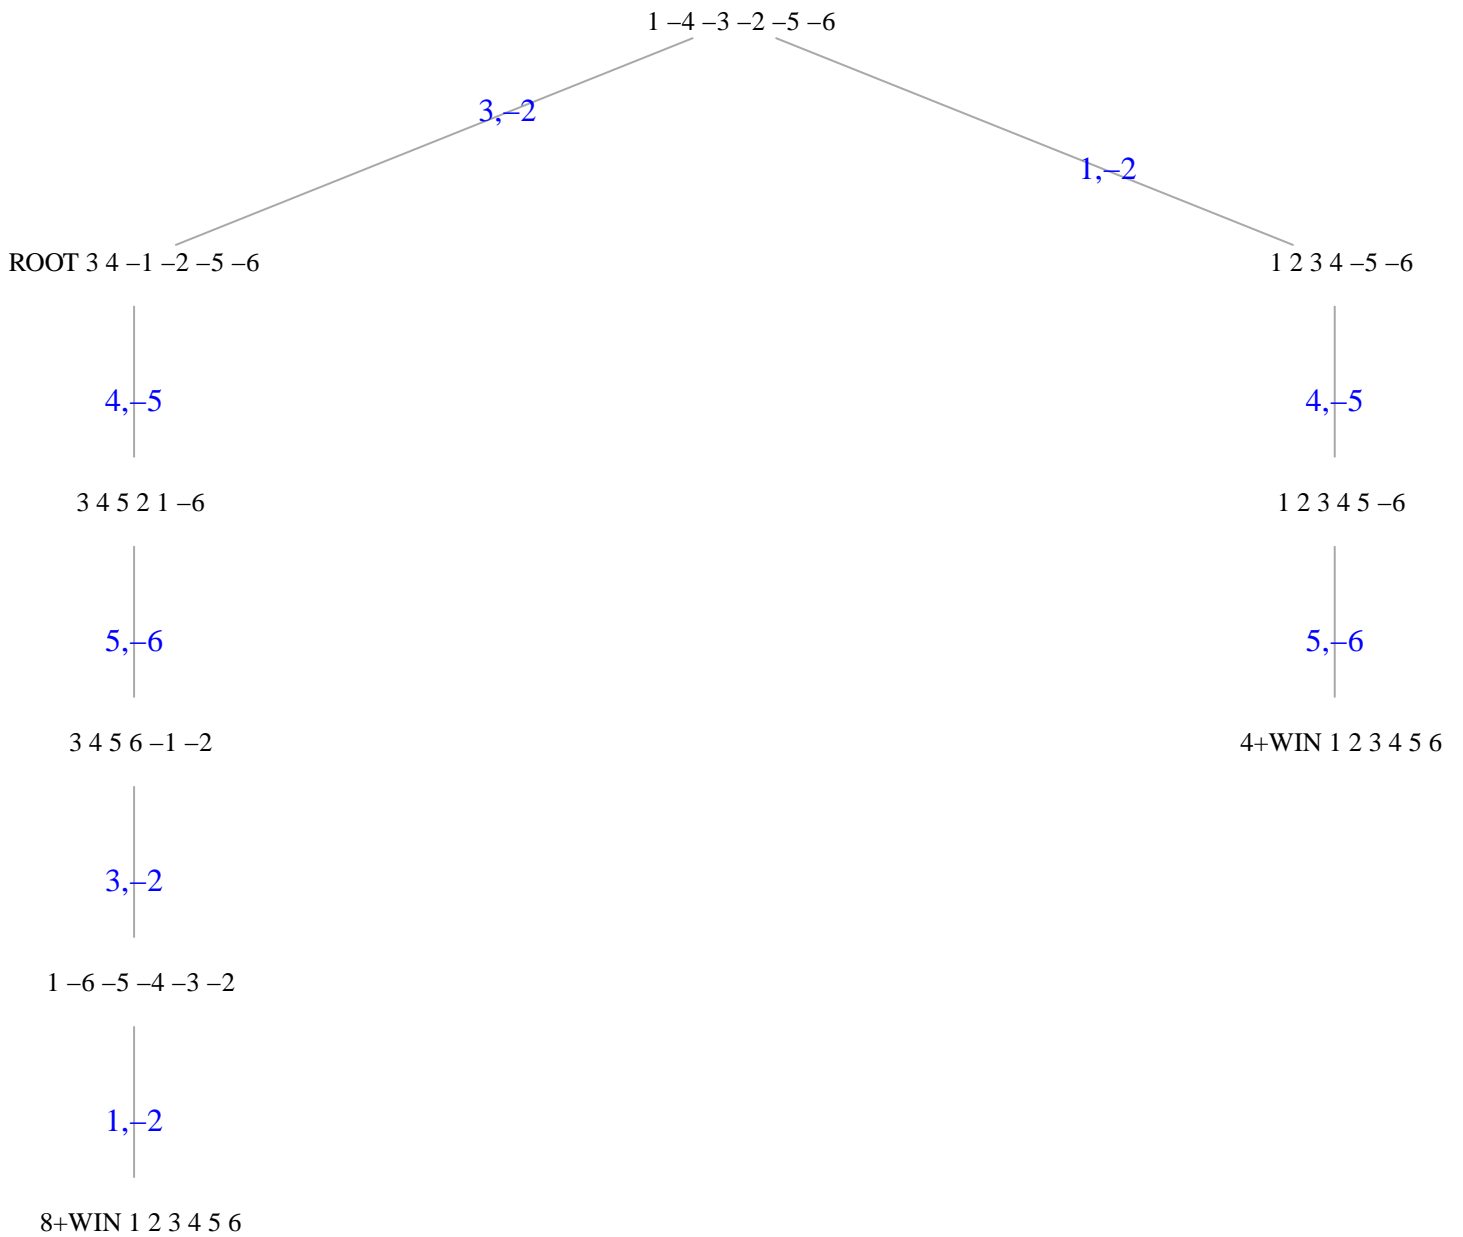 1 –4 –3 –2 –5 –6
3,–2
1,–2
ROOT 3 4 –1 –2 –5 –6
1 2 3 4 –5 –6
4,–5
4,–5
3 4 5 2 1 –6
1 2 3 4 5 –6
5,–6
5,–6
3 4 5 6 –1 –2
4+WIN 1 2 3 4 5 6
3,–2
1 –6 –5 –4 –3 –2
1,–2
8+WIN 1 2 3 4 5 6